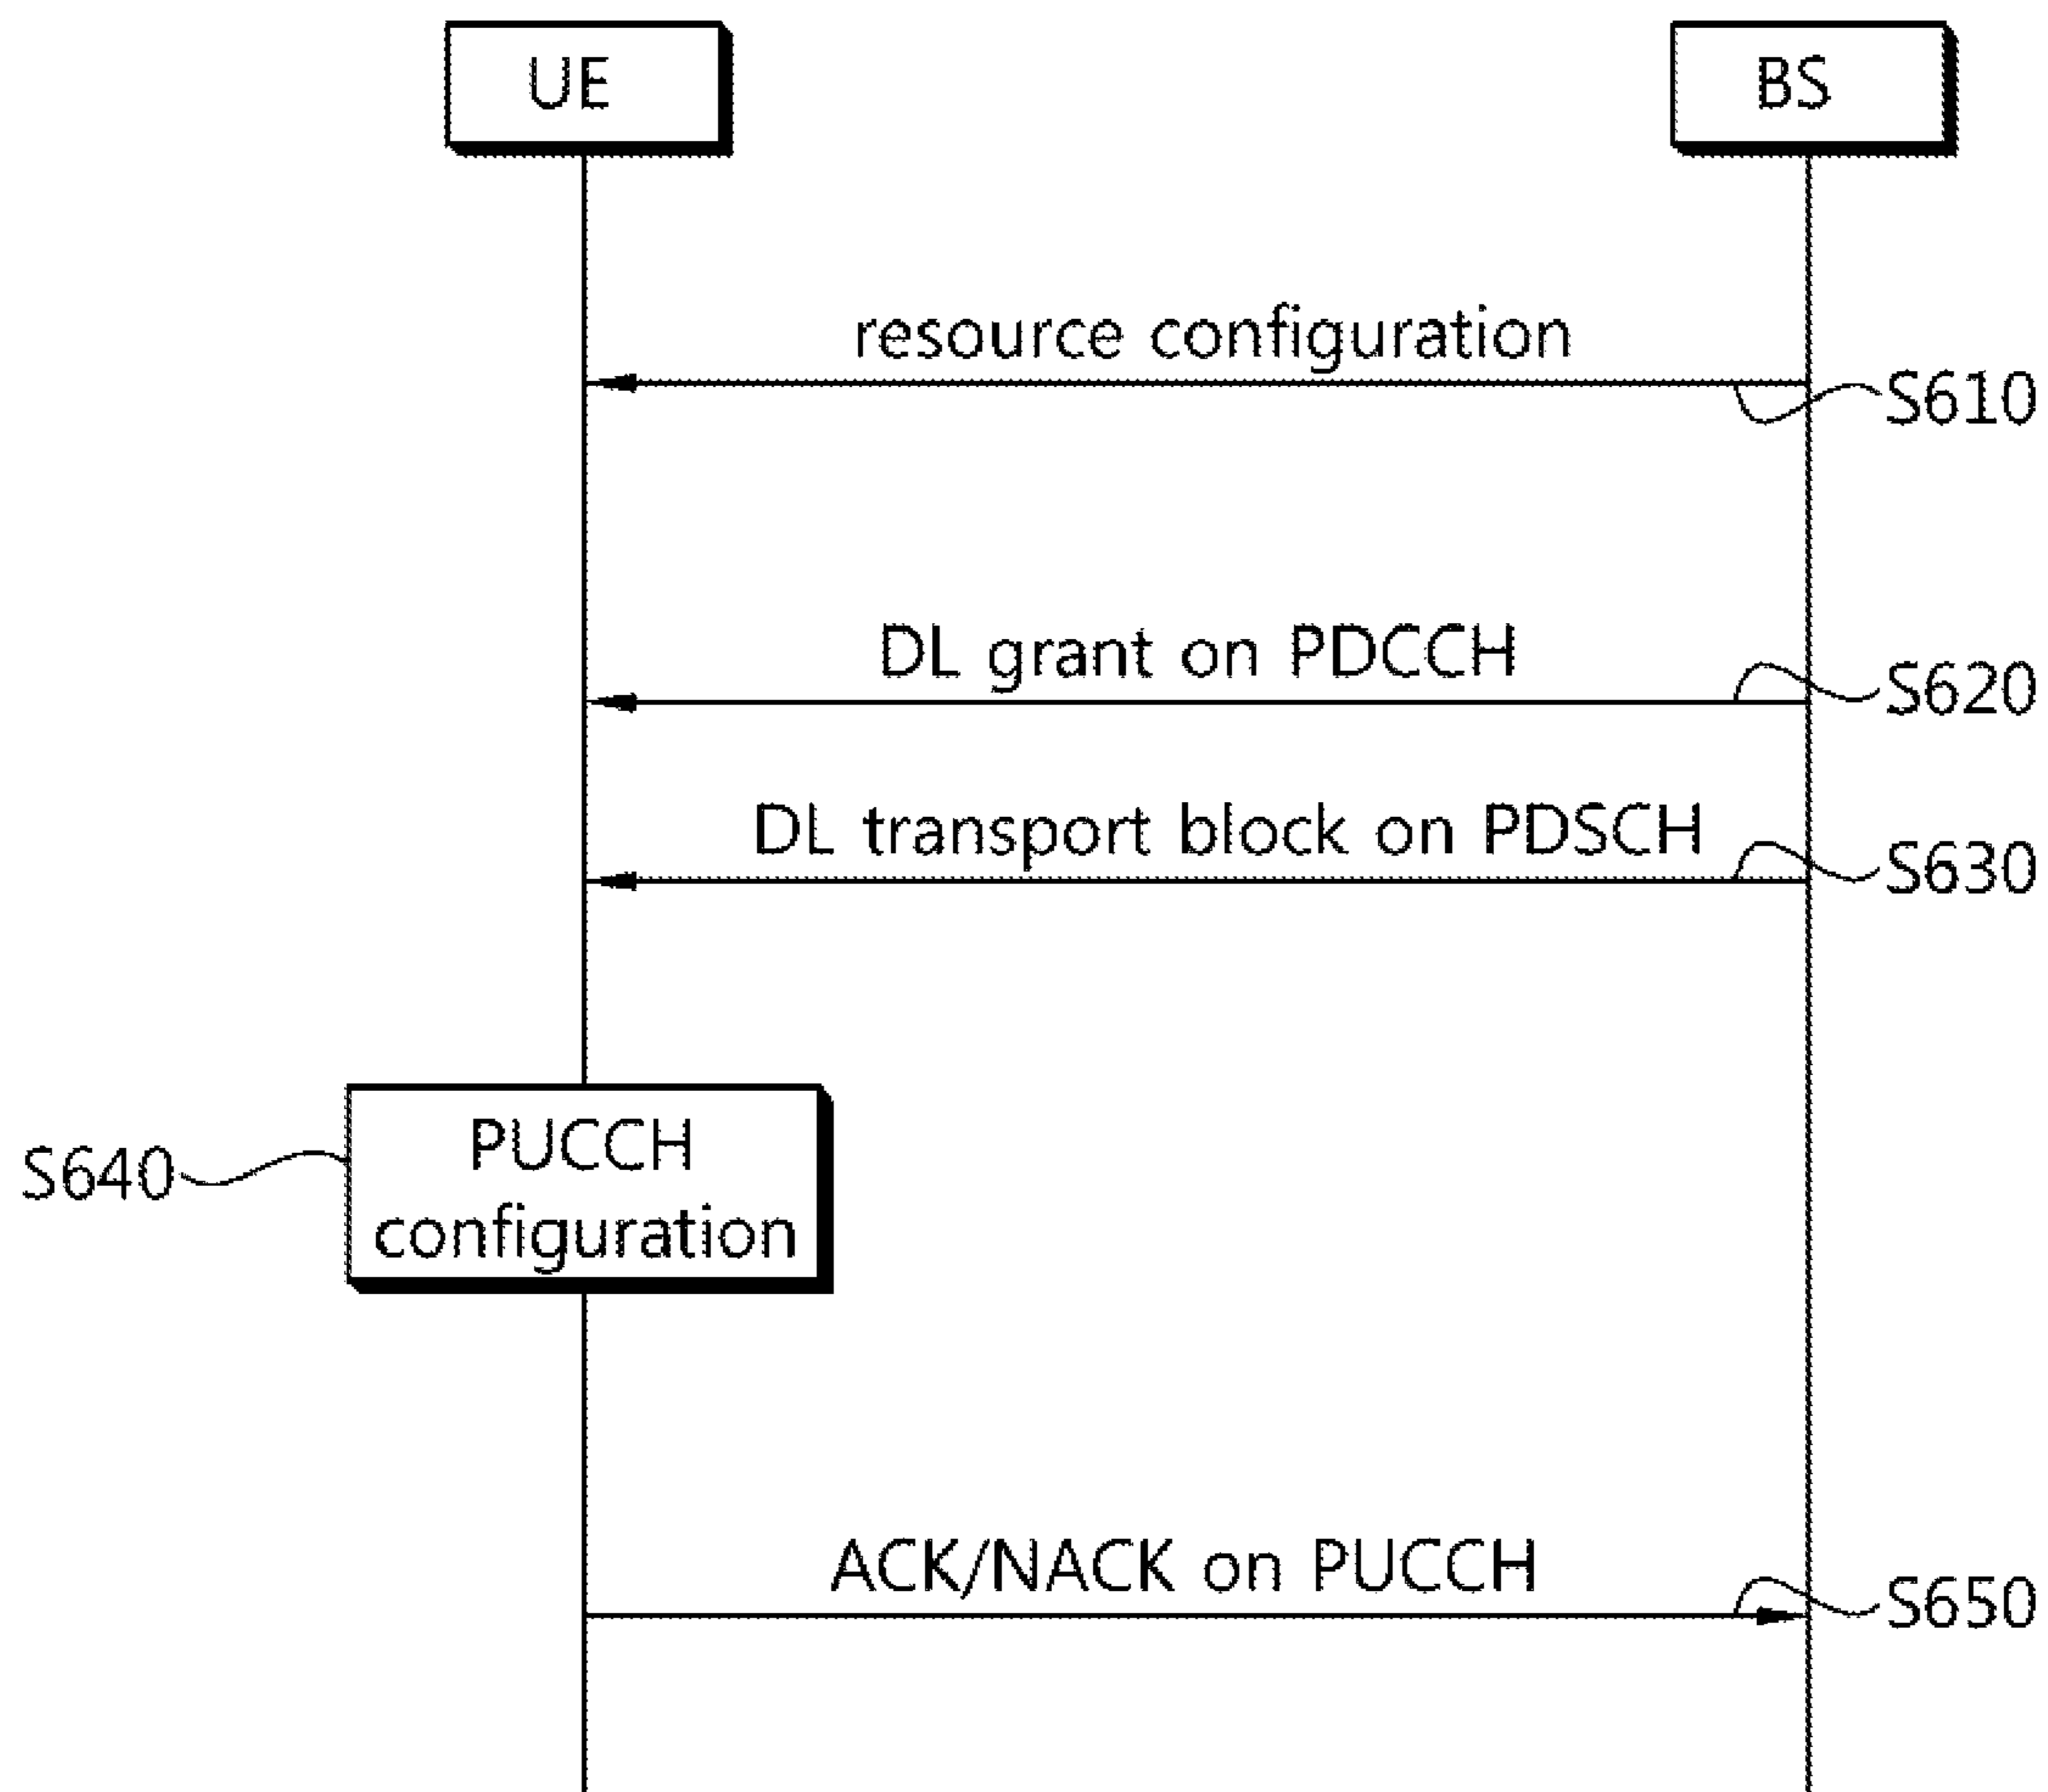 UE
BS
resource configuration
S610
DL grant on PDCCH
S620
DL transport block on PDSCH
S630
PUCCH
configuration
S640
ACK/NACK on PUCCH
S650